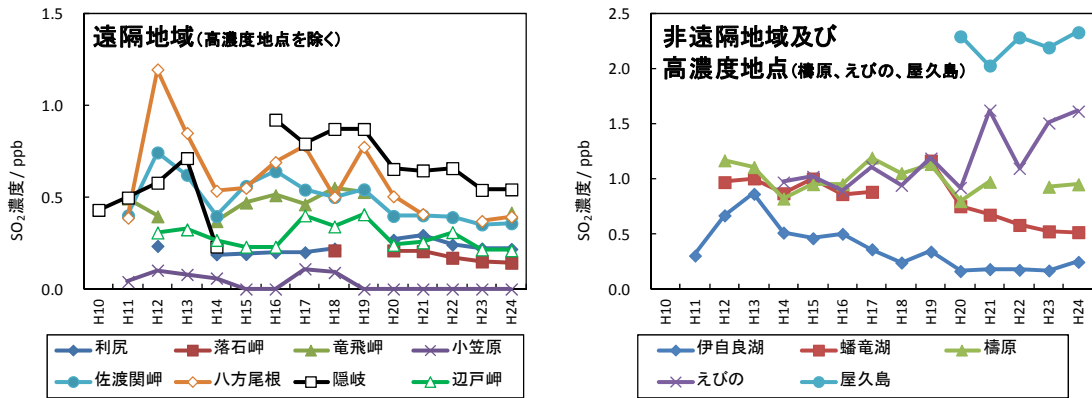 遠隔地域(高濃度地点を除く)
SO₂濃度 / ppb
1.5
1.0
0.5
0.0
H10 H11 H12 H13 H14 H15 H16 H17 H18 H19 H20 H21 H22 H23 H24
利尻 落石岬 竜飛岬 小笠原
佐渡関岬 八方尾根 隠岐 辺戸岬
非遠隔地域及び
高濃度地点(檮原、えびの、屋久島)
SO₂濃度 / ppb
2.5
2.0
1.5
1.0
0.5
0.0
H10 H11 H12 H13 H14 H15 H16 H17 H18 H19 H20 H21 H22 H23 H24
伊自良湖 蟠竜湖 檮原
えびの 屋久島